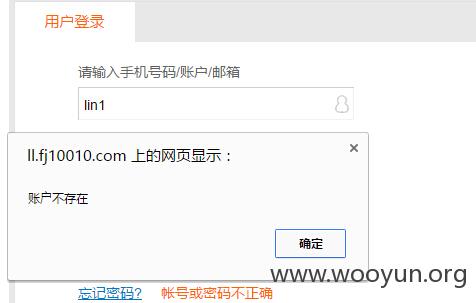 用户登录
请输入手机号码/账户/邮箱
lin1
ll.fj10010.com 上的网页显示：
账户不存在
确定
www.wooyun.org
忘记密码? 帐号或密码不正确